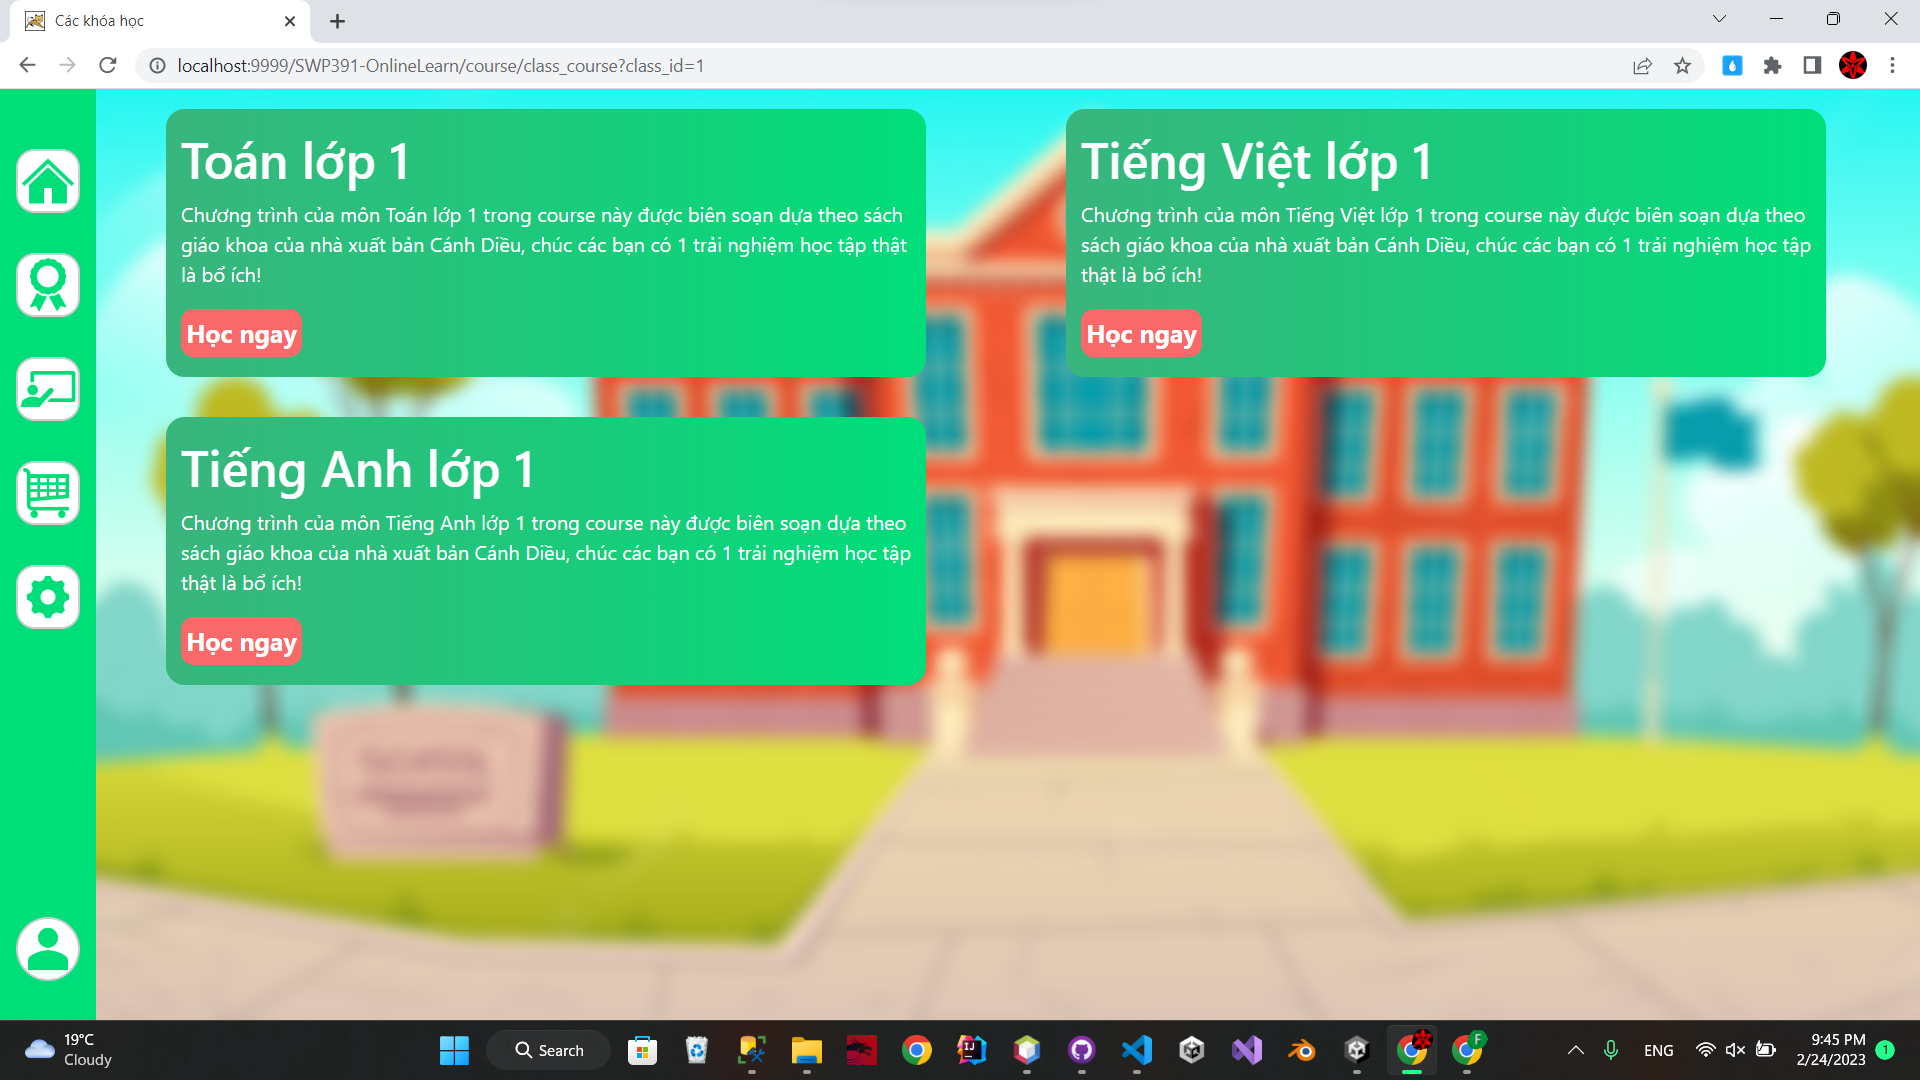 Các khóa học
localhost:9999/SWP391-OnlineLearn/course/class_course?class_id=1
Toán lớp 1
Chương trình của môn Toán lớp 1 trong course này được biên soạn dựa theo sách
giáo khoa của nhà xuất bản Cánh Diều, chúc các bạn có 1 trải nghiệm học tập thật
là bổ ích!
Học ngay
Tiếng Việt lớp 1
Chương trình của môn Tiếng Việt lớp 1 trong course này được biên soạn dựa theo
sách giáo khoa của nhà xuất bản Cánh Diều, chúc các bạn có 1 trải nghiệm học tập
thật là bổ ích!
Học ngay
Tiếng Anh lớp 1
Chương trình của môn Tiếng Anh lớp 1 trong course này được biên soạn dựa theo
sách giáo khoa của nhà xuất bản Cánh Diều, chúc các bạn có 1 trải nghiệm học tập
thật là bổ ích!
Học ngay
19°C
Cloudy
Search
IJ
F
ENG
9:45 PM
2/24/2023
1